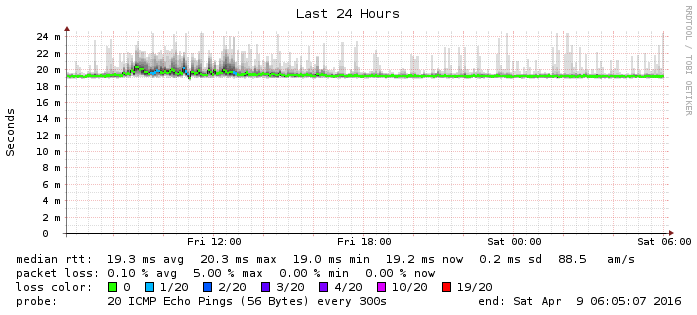 Last 24 Hours
RRDTOOL / TOBI OETIKER
Seconds
24 m
22 m
20 m
18 m
16 m
14 m
12 m
10 m
8 m
6 m
4 m
2 m
0
Fri 12:00 Fri 18:00 Sat 00:00 Sat 06:00
median rtt: 19.3 ms avg 20.3 ms max 19.0 ms min 19.2 ms now 0.2 ms sd 88.5 am/s
packet loss: 0.10 % avg 5.00 % max 0.00 % min 0.00 % now
loss color: 0 1/20 2/20 3/20 4/20 10/20 19/20
probe: 20 ICMP Echo Pings (56 Bytes) every 300s end: Sat Apr 9 06:05:07 2016